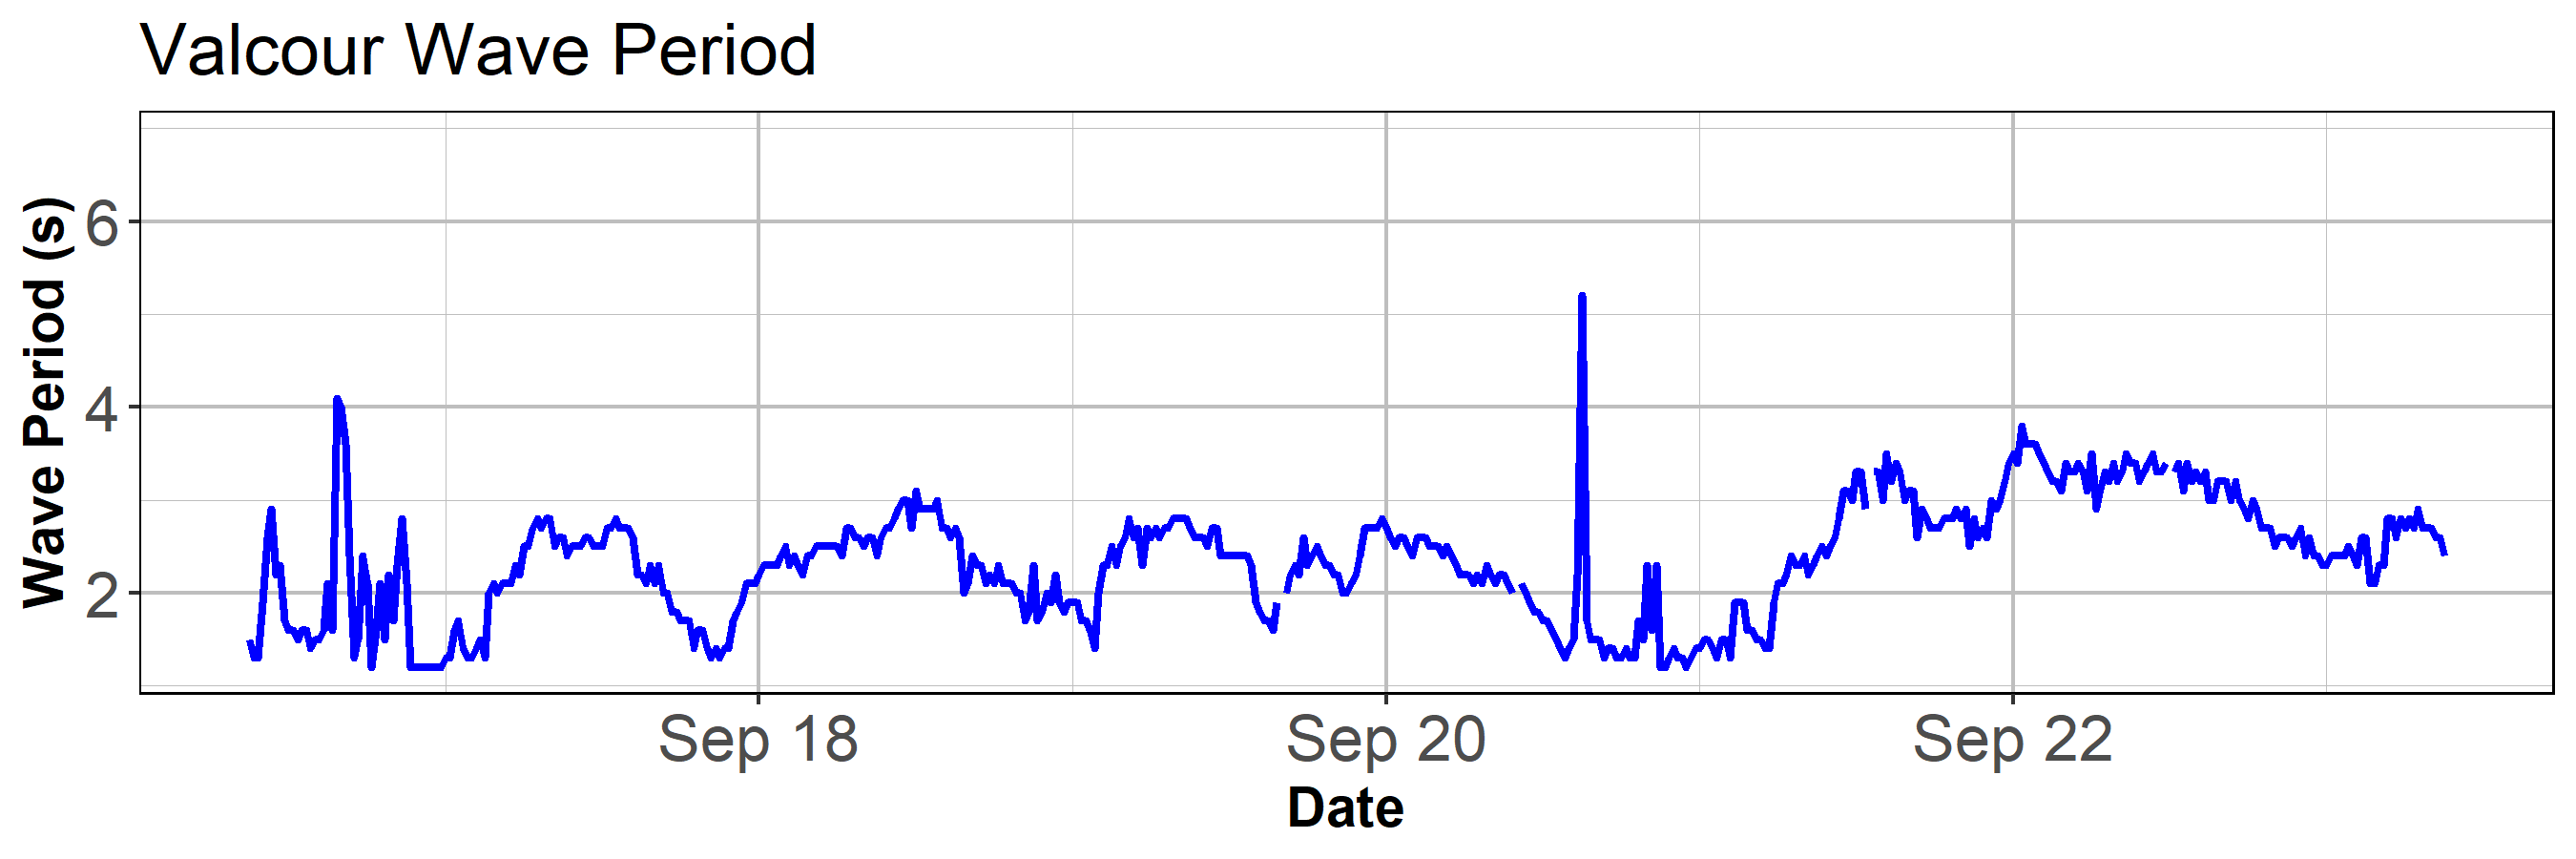 Valcour Wave Period
Wave Period (s)
6
4
2
Sep 18
Sep 20
Sep 22
Date